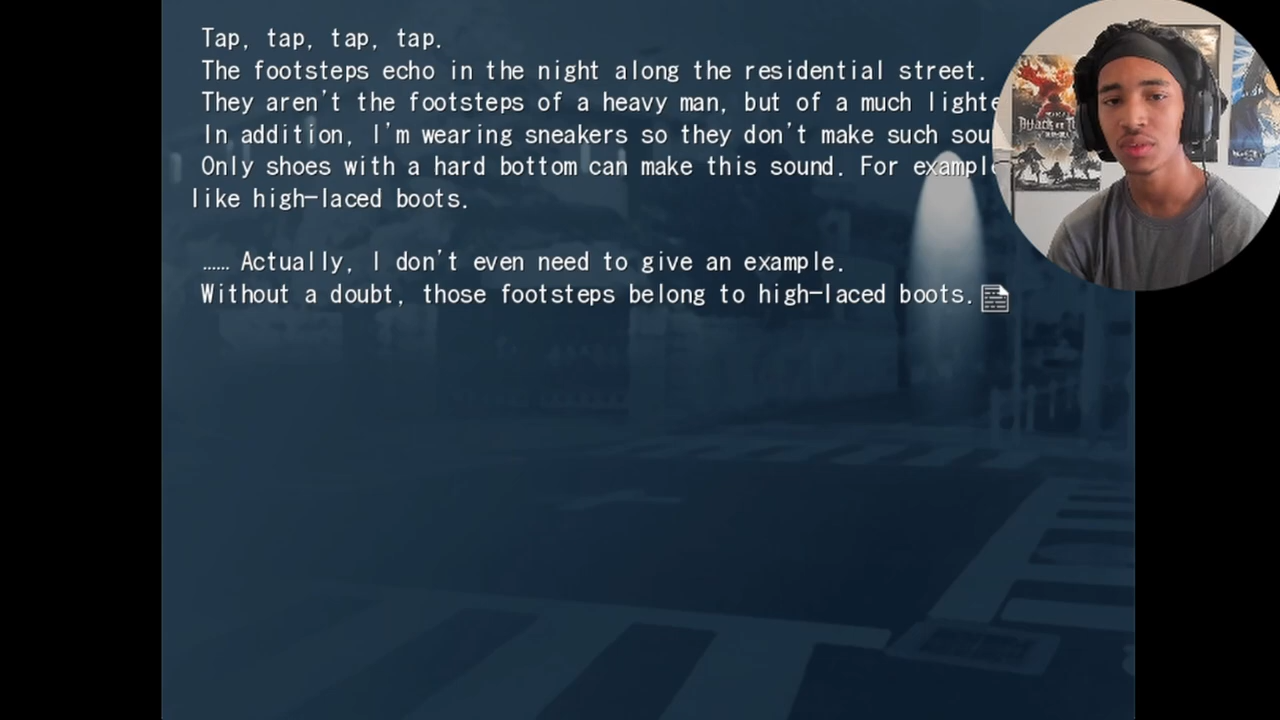 Tap, tap, tap, tap.
The footsteps echo in the night along the residential street.
They aren't the footsteps of a heavy man, but of a much
In addition, I'm wearing sneakers so they don't make such
Only shoes with a hard bottom can make this sound. For
like high-laced boots.
…… Actually, I don't even need to give an example.
Without a doubt, those footsteps belong to high-laced boots.
Attack on